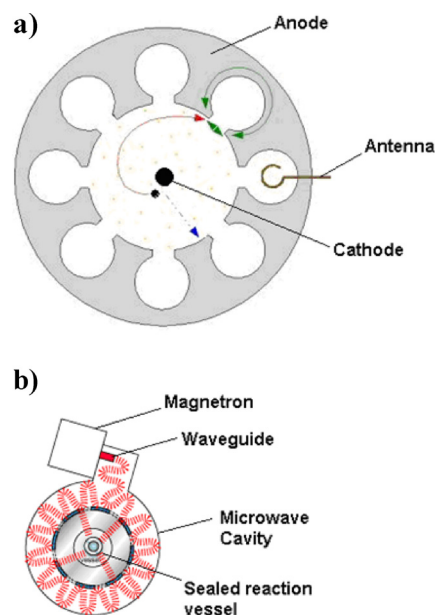 a)
Anode
Antenna
Cathode
b)
Magnetron
Waveguide
Microwave
Cavity
Sealed reaction
vessel